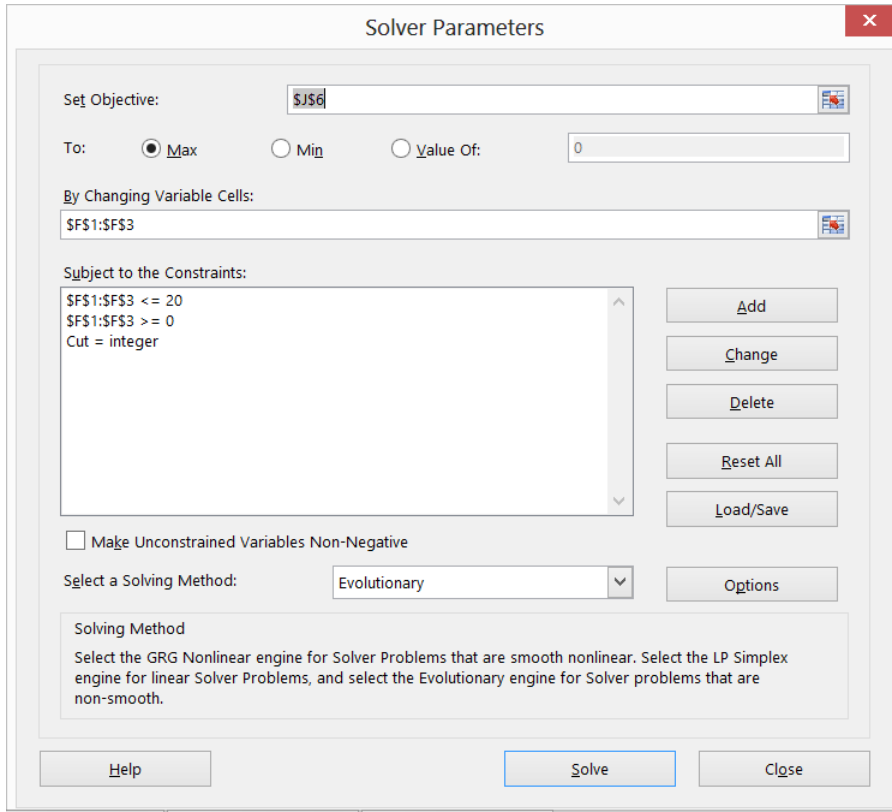 Solver Parameters
Set Objective:
$J$6
To:
Max
Min
Value Of:
0
By Changing Variable Cells:
$F$1:$F$3
Subject to the Constraints:
$F$1:$F$3 <= 20
$F$1:$F$3 >= 0
Cut = integer
Add
Change
Delete
Reset All
Load/Save
Make Unconstrained Variables Non-Negative
Select a Solving Method:
Evolutionary
Options
Solving Method
Select the GRG Nonlinear engine for Solver Problems that are smooth nonlinear. Select the LP Simplex
engine for linear Solver Problems, and select the Evolutionary engine for Solver problems that are
non-smooth.
Help
Solve
Close